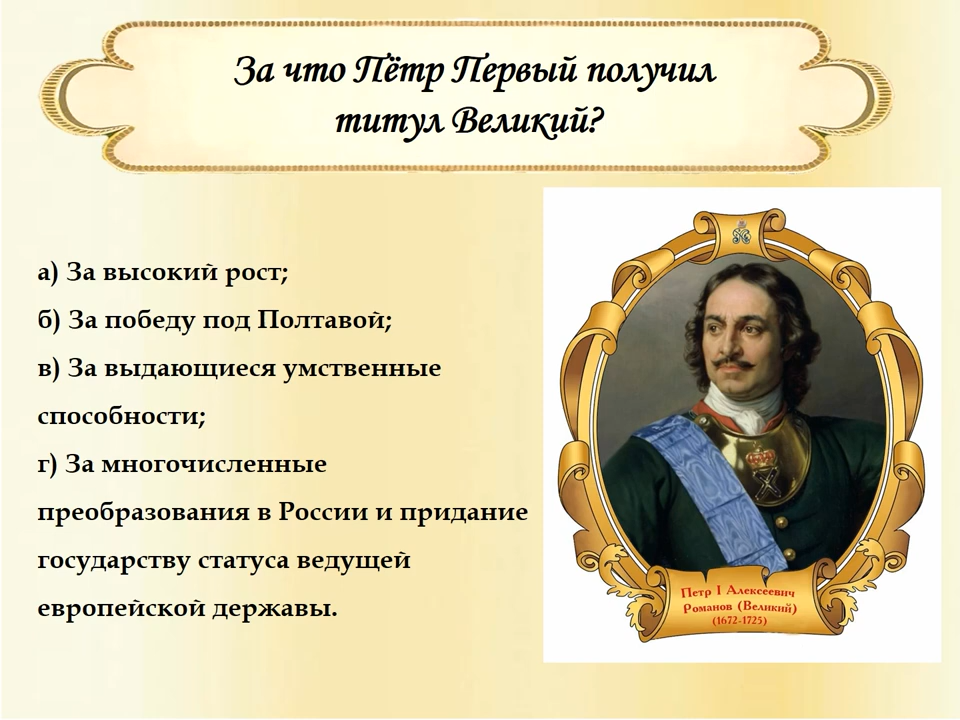 За что Пётр Первый получил
титул Великий?
а) За высокий рост;
б) За победу под Полтавой;
в) За выдающиеся умственные
способности;
г) За многочисленные
преобразования в России и придание
государству статуса ведущей
европейской державы.
Петр I Алексеевич
Романов (Великий)
(1672-1725)